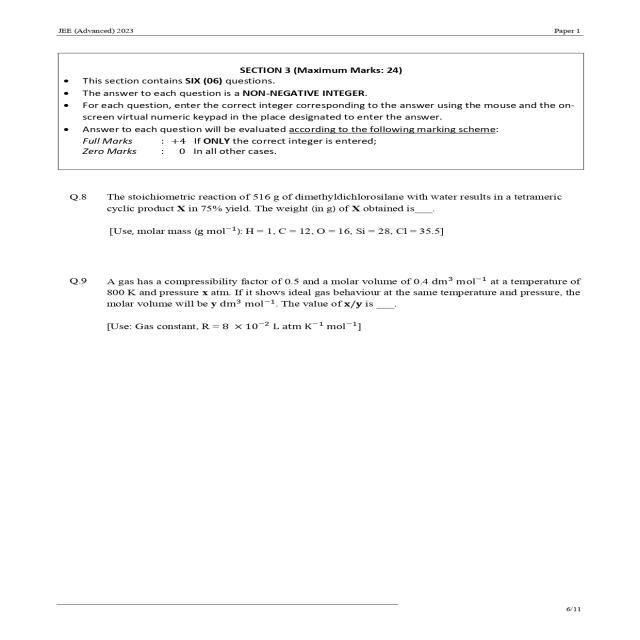 JEE (Advanced) 2023 Paper 1
SECTION 3 (Maximum Marks: 24)
• This section contains SIX (06) questions.
• The answer to each question is a NON-NEGATIVE INTEGER.
• For each question, enter the correct integer corresponding to the answer using the mouse and the on-
screen virtual numeric keypad in the place designated to enter the answer.
• Answer to each question will be evaluated according to the following marking scheme:
Full Marks : +4 If ONLY the correct integer is entered;
Zero Marks : 0 In all other cases.
Q.8 The stoichiometric reaction of 516 g of dimethyldichlorosilane with water results in a tetrameric
cyclic product X in 75% yield. The weight (in g) of X obtained is___.
[Use, molar mass (g mol⁻¹): H = 1, C = 12, O = 16, Si = 28, Cl = 35.5]
Q.9 A gas has a compressibility factor of 0.5 and a molar volume of 0.4 dm³ mol⁻¹ at a temperature of
800 K and pressure x atm. If it shows ideal gas behaviour at the same temperature and pressure, the
molar volume will be y dm³ mol⁻¹. The value of x/y is ___.
[Use: Gas constant, R = 8 × 10⁻² L atm K⁻¹ mol⁻¹]
6/11